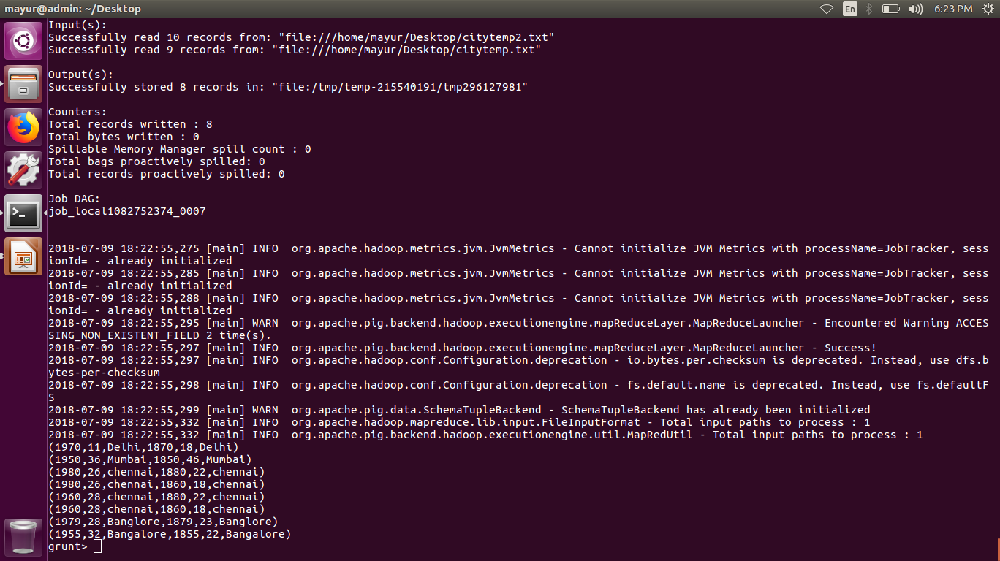 mayur@admin: ~/Desktop
En
6:23 PM
Input(s):
Successfully read 10 records from: "file:///home/mayur/Desktop/citytemp2.txt"
Successfully read 9 records from: "file:///home/mayur/Desktop/citytemp.txt"
Output(s):
Successfully stored 8 records in: "file:/tmp/temp-215540191/tmp296127981"
Counters:
Total records written : 8
Total bytes written : 0
Spillable Memory Manager spill count : 0
Total bags proactively spilled: 0
Total records proactively spilled: 0
Job DAG:
job_local1082752374_0007
2018-07-09 18:22:55,275 [main] INFO  org.apache.hadoop.metrics.jvm.JvmMetrics - Cannot initialize JVM Metrics with processName=JobTracker, sess
ionId= - already initialized
2018-07-09 18:22:55,285 [main] INFO  org.apache.hadoop.metrics.jvm.JvmMetrics - Cannot initialize JVM Metrics with processName=JobTracker, sess
ionId= - already initialized
2018-07-09 18:22:55,288 [main] INFO  org.apache.hadoop.metrics.jvm.JvmMetrics - Cannot initialize JVM Metrics with processName=JobTracker, sess
ionId= - already initialized
2018-07-09 18:22:55,295 [main] WARN  org.apache.pig.backend.hadoop.executionengine.mapReduceLayer.MapReduceLauncher - Encountered Warning ACCES
SING_NON_EXISTENT_FIELD 2 time(s).
2018-07-09 18:22:55,297 [main] INFO  org.apache.pig.backend.hadoop.executionengine.mapReduceLayer.MapReduceLauncher - Success!
2018-07-09 18:22:55,297 [main] INFO  org.apache.hadoop.conf.Configuration.deprecation - io.bytes.per.checksum is deprecated. Instead, use dfs.b
ytes-per-checksum
2018-07-09 18:22:55,298 [main] INFO  org.apache.hadoop.conf.Configuration.deprecation - fs.default.name is deprecated. Instead, use fs.defaultF
S
2018-07-09 18:22:55,299 [main] WARN  org.apache.pig.data.SchemaTupleBackend - SchemaTupleBackend has already been initialized
2018-07-09 18:22:55,332 [main] INFO  org.apache.hadoop.mapreduce.lib.input.FileInputFormat - Total input paths to process : 1
2018-07-09 18:22:55,332 [main] INFO  org.apache.pig.backend.hadoop.executionengine.util.MapRedUtil - Total input paths to process : 1
(1970,11,Delhi,1870,18,Delhi)
(1950,36,Mumbai,1850,46,Mumbai)
(1980,26,chennai,1880,22,chennai)
(1980,26,chennai,1860,18,chennai)
(1960,28,chennai,1880,22,chennai)
(1960,28,chennai,1860,18,chennai)
(1979,28,Banglore,1879,23,Banglore)
(1955,32,Bangalore,1855,22,Bangalore)
grunt>